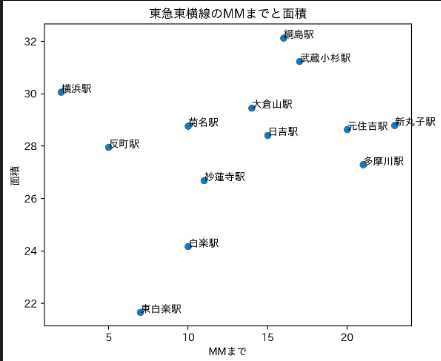 東急東横線のMMまでと面積
32
30
28
26
24
22
面積
綱島駅
武蔵小杉駅
横浜駅
大倉山駅
菊名駅
新丸子駅
元住吉駅
日吉駅
反町駅
多摩川駅
妙蓮寺駅
白楽駅
東白楽駅
5
10
15
20
MMまで